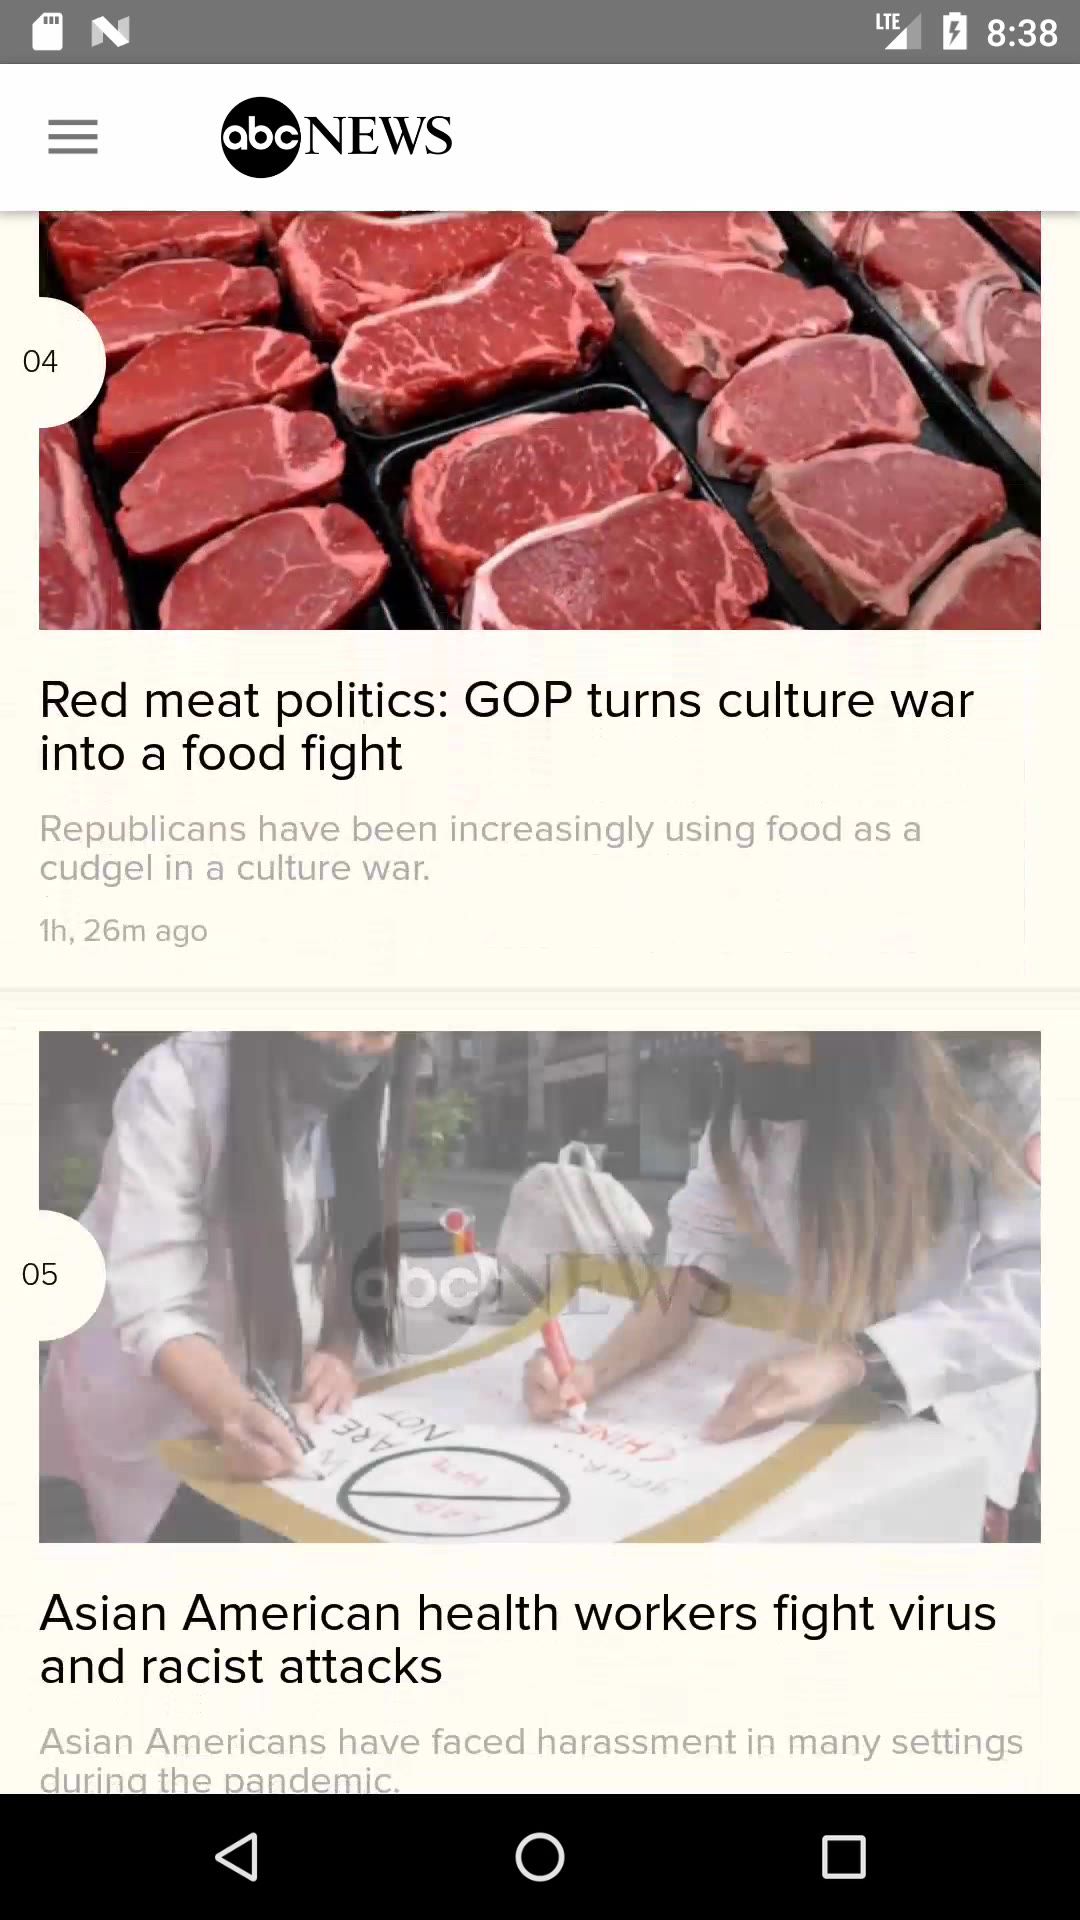 LTE
8:38
abc NEWS
04
Red meat politics: GOP turns culture war
into a food fight
Republicans have been increasingly using food as a
cudgel in a culture war.
1h, 26m ago
abc NEWS
05
ARE
NOT
Asian American health workers fight virus
and racist attacks
Asian Americans have faced harassment in many settings
during the pandemic.